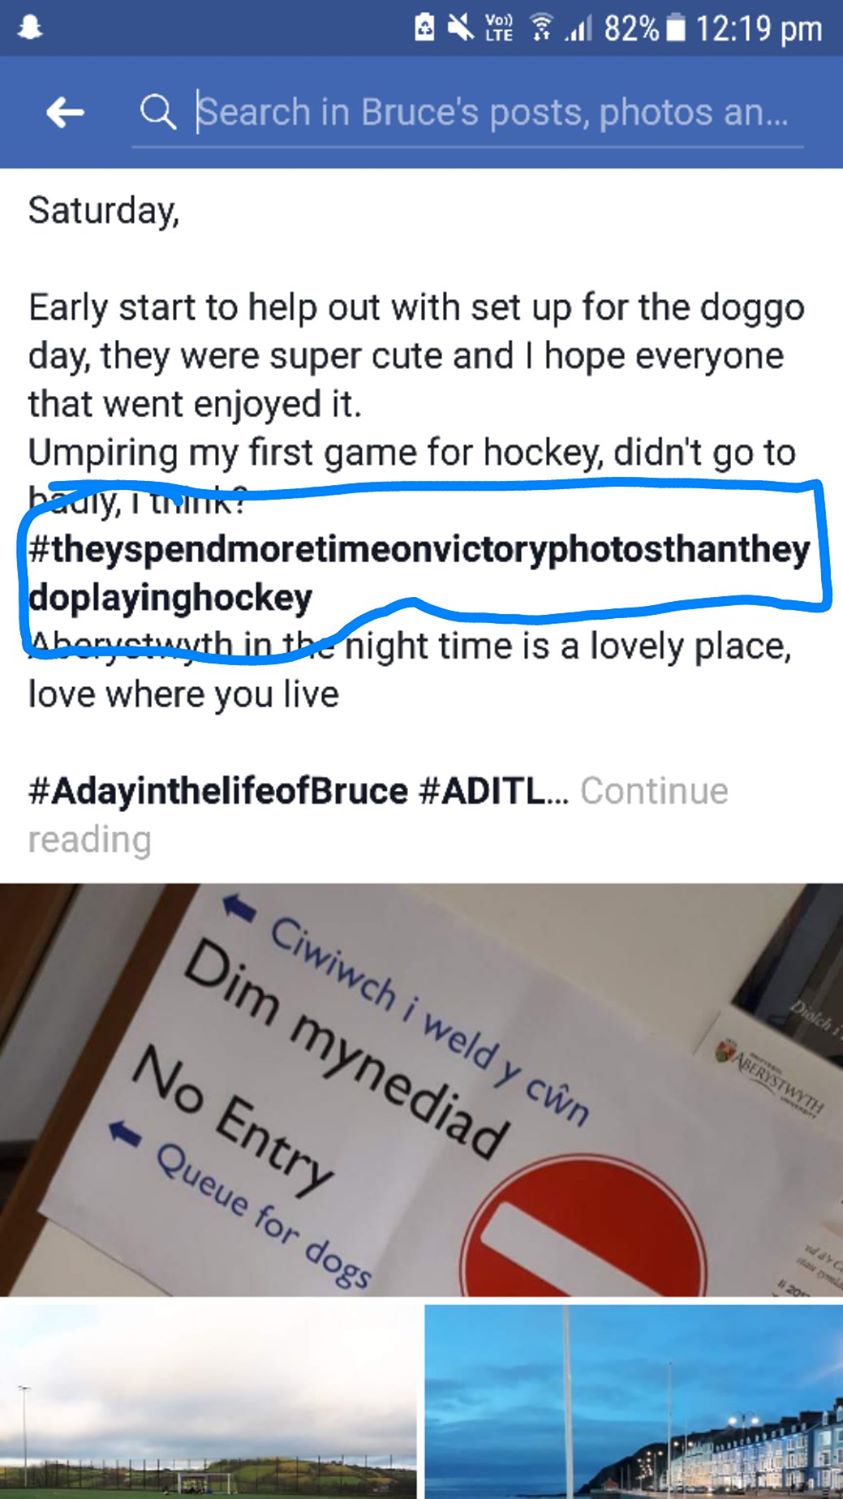 Vo))
LTE
82%
12:19 pm
Search in Bruce's posts, photos an...
Saturday,
Early start to help out with set up for the doggo
day, they were super cute and I hope everyone
that went enjoyed it.
Umpiring my first game for hockey, didn't go to
badly, i think?
#theyspendmoretimeonvictoryphotosthanthey
doplayinghockey
Aberystwyth in the night time is a lovely place,
love where you live
#AdayinthelifeofBruce #ADITL... Continue
reading
Ciwiwch i weld y cŵn
Dim mynediad
No Entry
Queue for dogs
Diolch i
ABERYSTWYTH
UNIVERSITY